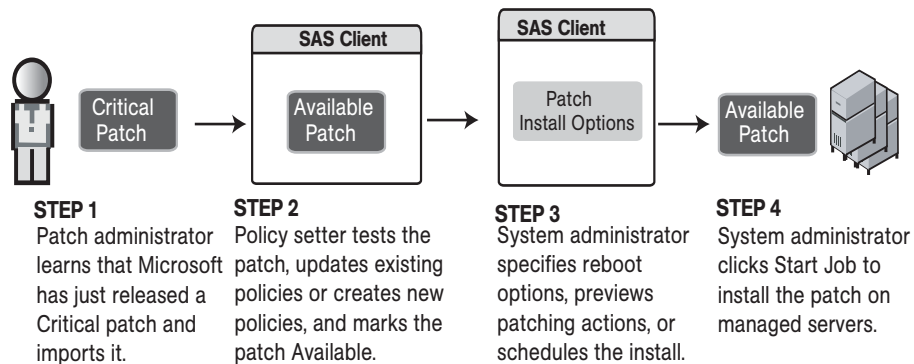 SAS Client
SAS Client
Critical
Patch
Available
Patch
Patch
Install Options
Available
Patch
STEP 1
Patch administrator
learns that Microsoft
has just released a
Critical patch and
imports it.
STEP 2
Policy setter tests the
patch, updates existing
policies or creates new
policies, and marks the
patch Available.
STEP 3
System administrator
specifies reboot
options, previews
patching actions, or
schedules the install.
STEP 4
System administrator
clicks Start Job to
install the patch on
managed servers.